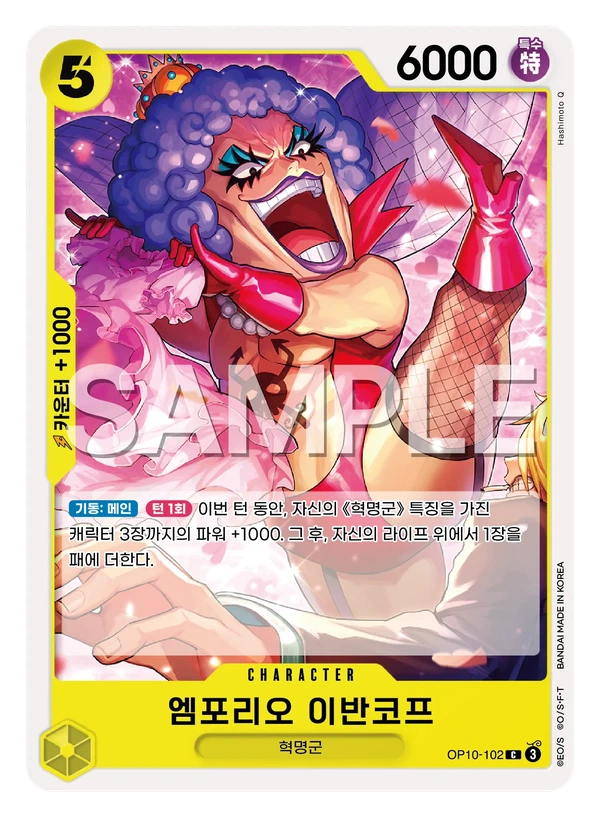 5
6000
특수
特
Hashimoto Q
카운터 +1000
SAMPLE
기동: 메인 턴 1회 이번 턴 동안, 자신의 《혁명군》 특징을 가진
캐릭터 3장까지의 파워 +1000. 그 후, 자신의 라이프 위에서 1장을
패에 더한다.
CHARACTER
엠포리오 이반코프
혁명군
OP10-102 C 3
BANDAI MADE IN KOREA
©EO/S ©O/S·F·T